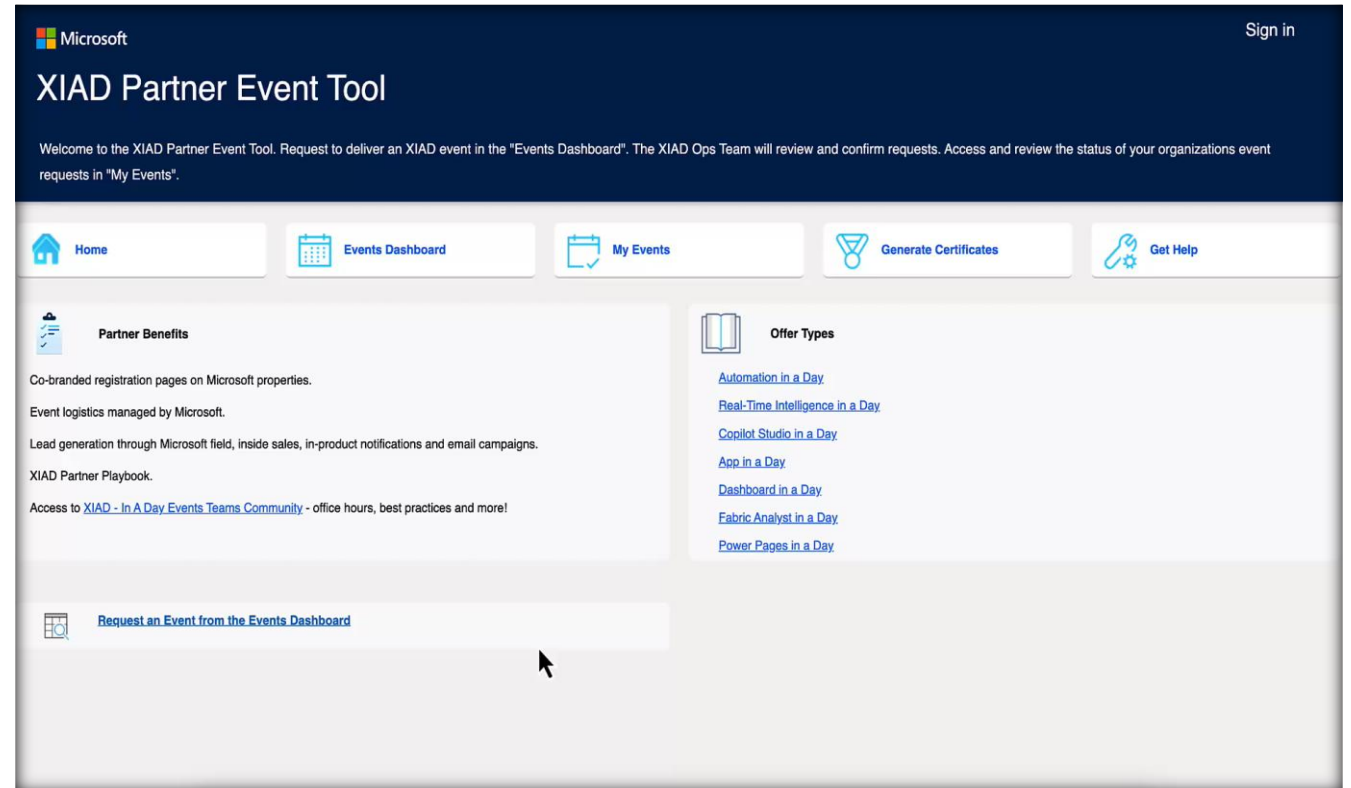 Microsoft
Sign in
XIAD Partner Event Tool
Welcome to the XIAD Partner Event Tool. Request to deliver an XIAD event in the "Events Dashboard". The XIAD Ops Team will review and confirm requests. Access and review the status of your organizations event
requests in "My Events".
Home
Events Dashboard
My Events
Generate Certificates
Get Help
Partner Benefits
Co-branded registration pages on Microsoft properties.
Event logistics managed by Microsoft.
Lead generation through Microsoft field, inside sales, in-product notifications and email campaigns.
XIAD Partner Playbook.
Access to XIAD - In A Day Events Teams Community - office hours, best practices and more!
Offer Types
Automation in a Day
Real-Time Intelligence in a Day
Copilot Studio in a Day
App in a Day
Dashboard in a Day
Fabric Analyst in a Day
Power Pages in a Day
Request an Event from the Events Dashboard